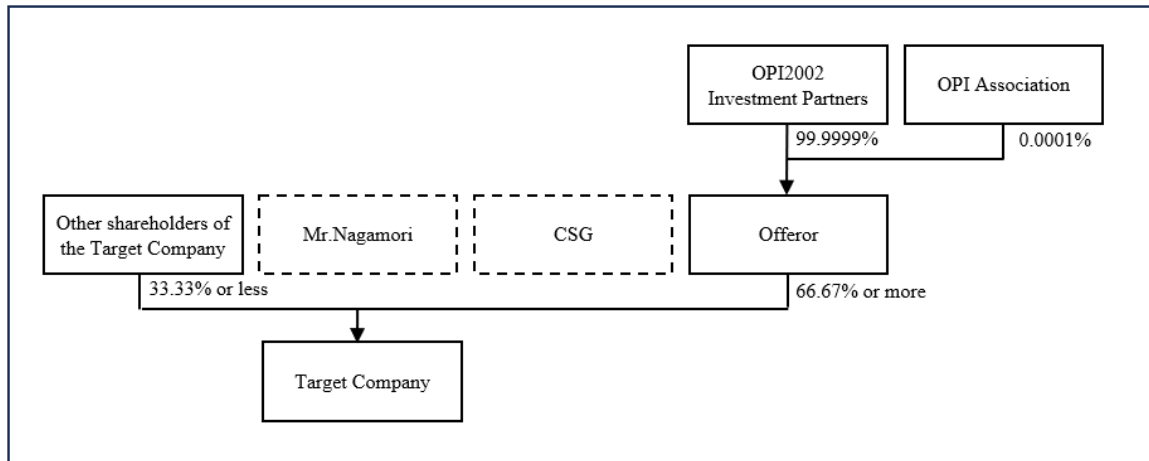 OPI2002
Investment Partners
OPI Association
99.9999%
0.0001%
Other shareholders of
the Target Company
Mr.Nagamori
CSG
Offeror
33.33% or less
66.67% or more
Target Company